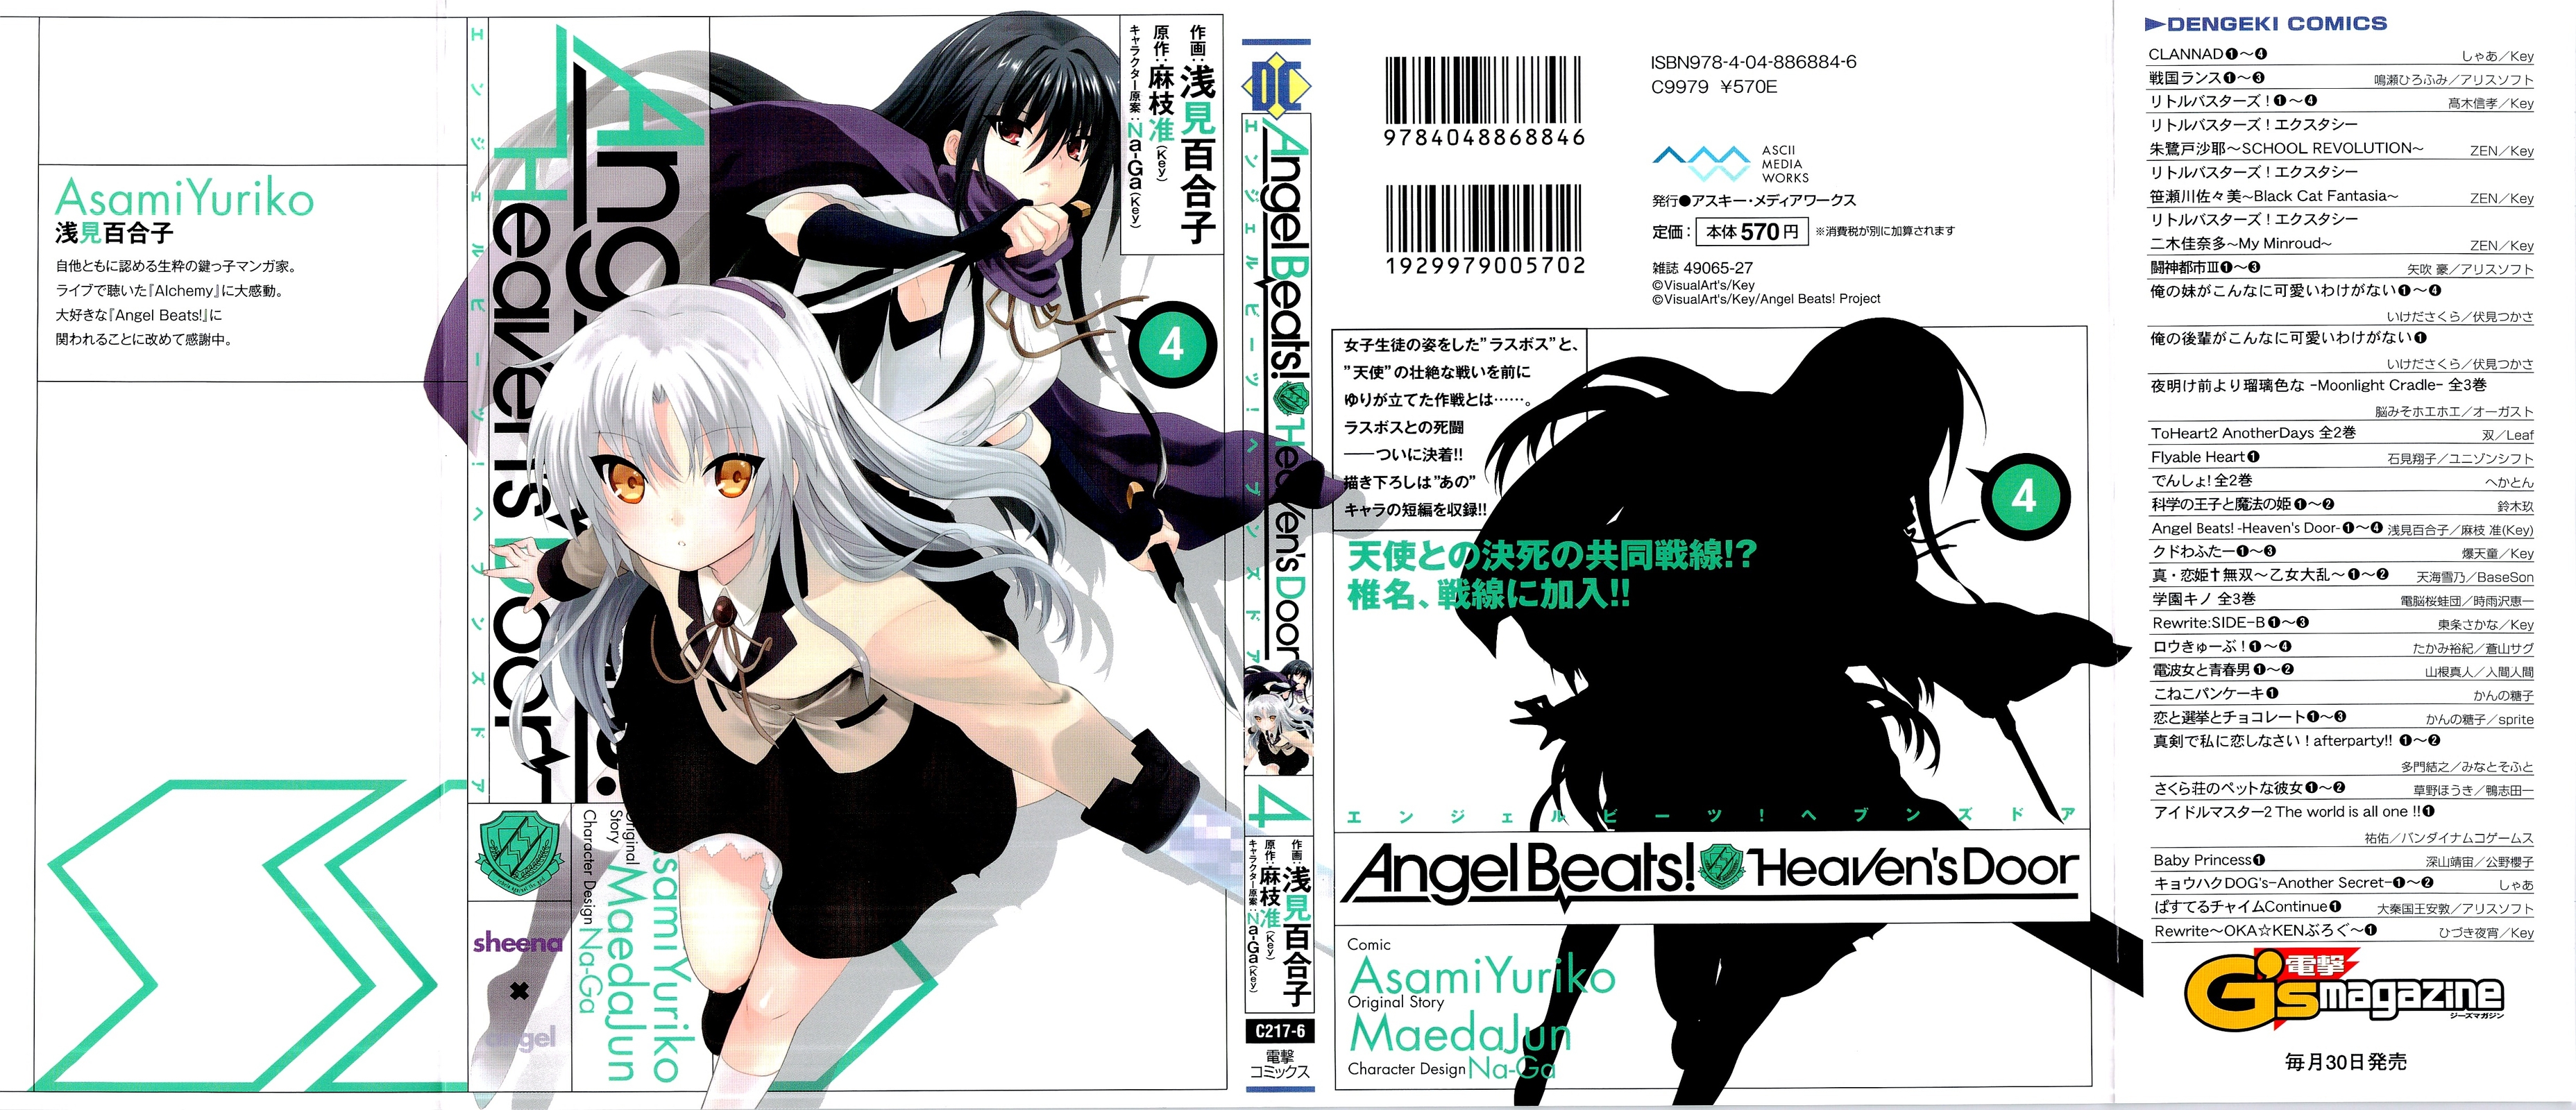 AsamiYuriko
浅見百合子
自他ともに認める生粋の鍵っ子マンガ家。
ライブで聴いた『Alchemy』に大感動。
大好きな『Angel Beats!』に
関われることに改めて感謝中。
エンジェルビーツ!ヘブンズドア
Heaven's Door
作画:浅見百合子
原作:麻枝准(Key)
キャラクター原案:Na-Ga(Key)
4
sheena
✖
angel
Original Story
MaedaJun
Character Design
Na-Ga
AsamiYuriko
DC
エンジェルビーツ!ヘブンズドア
Angel Beats! Heaven's Door
4
作画:浅見百合子
原作:麻枝准(Key)
キャラクター原案:Na-Ga(Key)
C217-6
電撃
コミックス
9784048868846
1929979005702
ISBN978-4-04-886884-6
C9979 ¥570E
ASCII
MEDIA
WORKS
発行●アスキー・メディアワークス
定価: 本体570円 ※消費税が別に加算されます
雑誌 49065-27
©VisualArt's/Key
©VisualArt's/Key/Angel Beats! Project
女子生徒の姿をした”ラスボス”と、
”天使”の壮絶な戦いを前に
ゆりが立てた作戦とは……。
ラスボスとの死闘
——ついに決着!!
描き下ろしは”あの”
キャラの短編を収録!!
天使との決死の共同戦線!?
椎名、戦線に加入!!
4
エンジェルビーツ!ヘブンズドア
Angel Beats! Heaven's Door
Comic
AsamiYuriko
Original Story
MaedaJun
Character Design Na-Ga
▶DENGEKI COMICS
CLANNAD❶〜❹ しゃあ/Key
戦国ランス❶〜❸ 鳴瀬ひろふみ/アリスソフト
リトルバスターズ!❶〜❹ 高木信孝/Key
リトルバスターズ!エクスタシー
朱鷺戸沙耶〜SCHOOL REVOLUTION〜 ZEN/Key
リトルバスターズ!エクスタシー
笹瀬川佐々美〜Black Cat Fantasia〜 ZEN/Key
リトルバスターズ!エクスタシー
二木佳奈多〜My Minroud〜 ZEN/Key
闘神都市Ⅲ❶〜❸ 矢吹 豪/アリスソフト
俺の妹がこんなに可愛いわけがない❶〜❹
いけださくら/伏見つかさ
俺の後輩がこんなに可愛いわけがない❶
いけださくら/伏見つかさ
夜明け前より瑠璃色な -Moonlight Cradle- 全3巻
脳みそホエホエ/オーガスト
ToHeart2 AnotherDays 全2巻 双/Leaf
Flyable Heart❶ 石見翔子/ユニゾンシフト
でんしょ! 全2巻 へかとん
科学の王子と魔法の姫❶〜❷ 鈴木玖
Angel Beats! -Heaven's Door-❶〜❹ 浅見百合子/麻枝 准(Key)
クドわふたー❶〜❸ 爆天童/Key
真・恋姫†無双〜乙女大乱〜❶〜❷ 天海雪乃/BaseSon
学園キノ 全3巻 電脳桜蛙団/時雨沢恵一
Rewrite:SIDE-B❶〜❸ 東条さかな/Key
ロウきゅーぶ!❶〜❹ たかみ裕紀/蒼山サグ
電波女と青春男❶〜❷ 山根真人/入間人間
こねこパンケーキ❶ かんの糖子
恋と選挙とチョコレート❶〜❸ かんの糖子/sprite
真剣で私に恋しなさい!afterparty!! ❶〜❷
多門結之/みなとそふと
さくら荘のペットな彼女❶〜❷ 草野ほうき/鴨志田一
アイドルマスター2 The world is all one !!❶
祐佑/バンダイナムコゲームス
Baby Princess❶ 深山靖宙/公野櫻子
キョウハクDOG's-Another Secret-❶〜❷ しゃあ
ぱすてるチャイムContinue❶ 大秦国王安敦/アリスソフト
Rewrite〜OKA☆KENぶろぐ〜❶ ひづき夜宵/Key
電撃
G'smagazine
ジーズマガジン
毎月30日発売